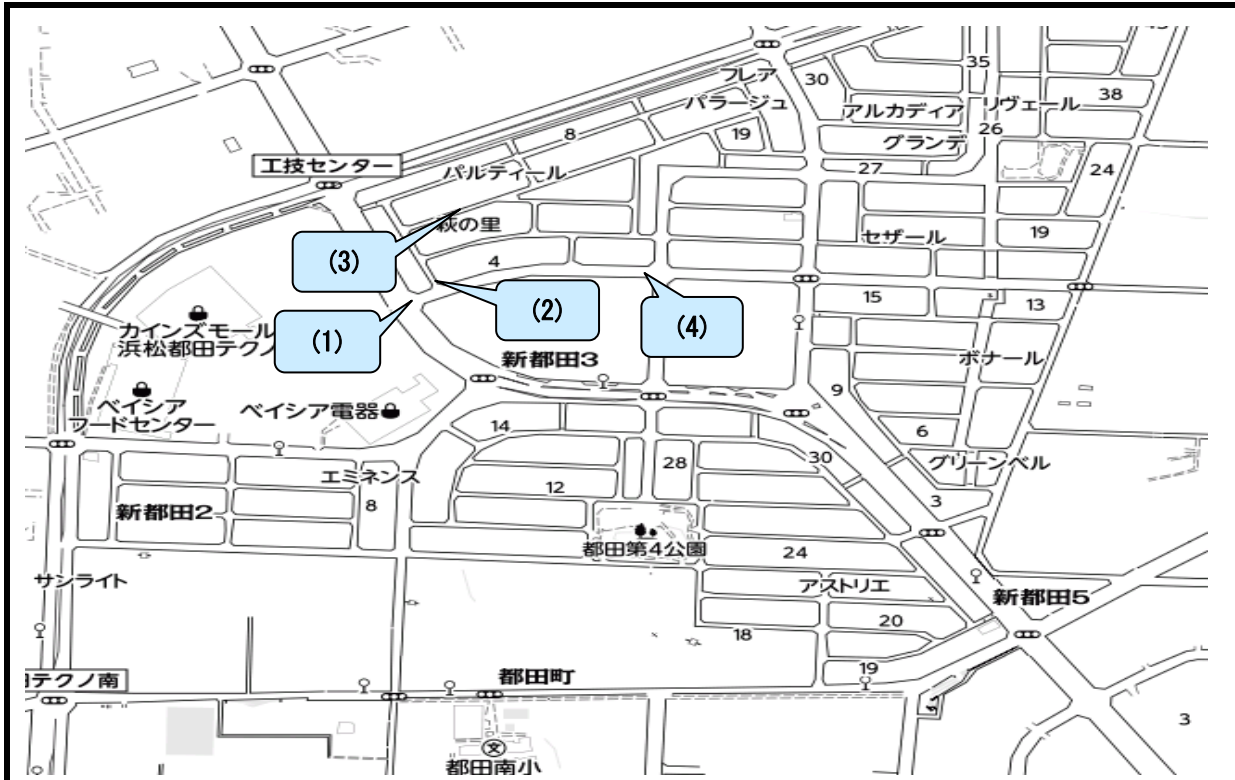 フレア
30
35
パラージュ
アルカディア
リヴェール
38
8
19
グランデ
26
工技センター
パルティール
27
24
萩の里
セザール
19
(3)
4
(2)
(4)
15
13
(1)
カインズモール
浜松都田テクノ
新都田3
ボナール
ベイシア
フードセンター
ベイシア電器
9
14
6
28
30
グリーンベル
エミネンス
12
3
新都田2
8
都田第4公園
24
サンライト
アストリエ
新都田5
20
18
19
テクノ南
都田町
3
文
都田南小